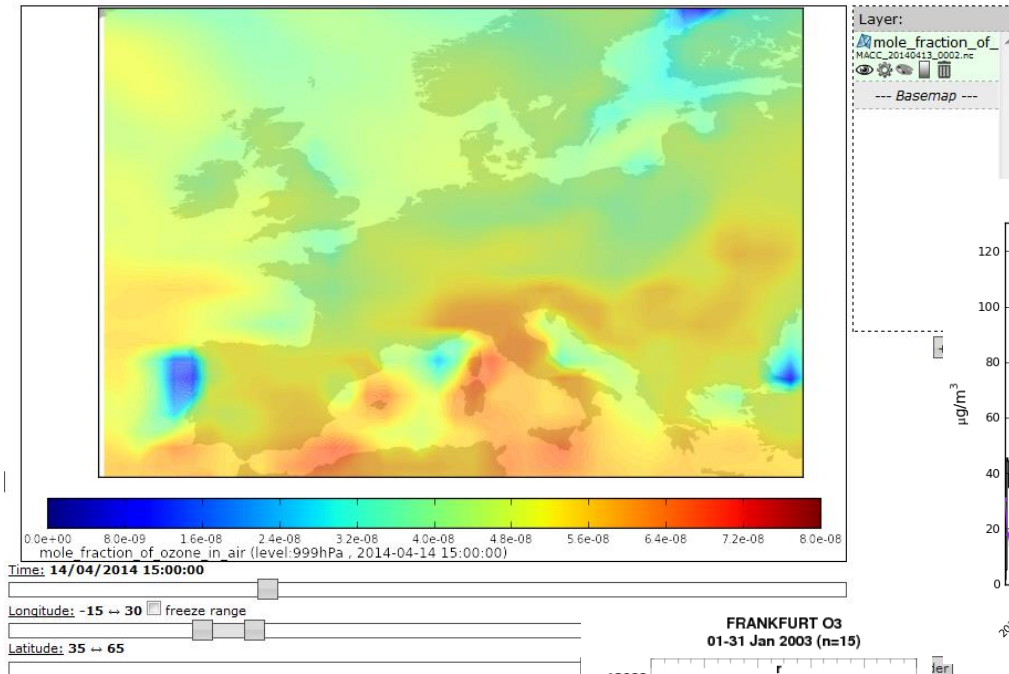 Layer:
mole_fraction_of_
MACC_20140413_0002.nc
--- Basemap ---
0.0e+00 8.0e-09 1.6e-08 2.4e-08 3.2e-08 4.0e-08 4.8e-08 5.6e-08 6.4e-08 7.2e-08 8.0e-08
mole_fraction_of_ozone_in_air (level:999hPa , 2014-04-14 15:00:00)
Time: 14/04/2014 15:00:00
Longitude: -15 ↔ 30 freeze range
Latitude: 35 ↔ 65
120
100
80
60
40
20
0
µg/m³
FRANKFURT O3
01-31 Jan 2003 (n=15)
r